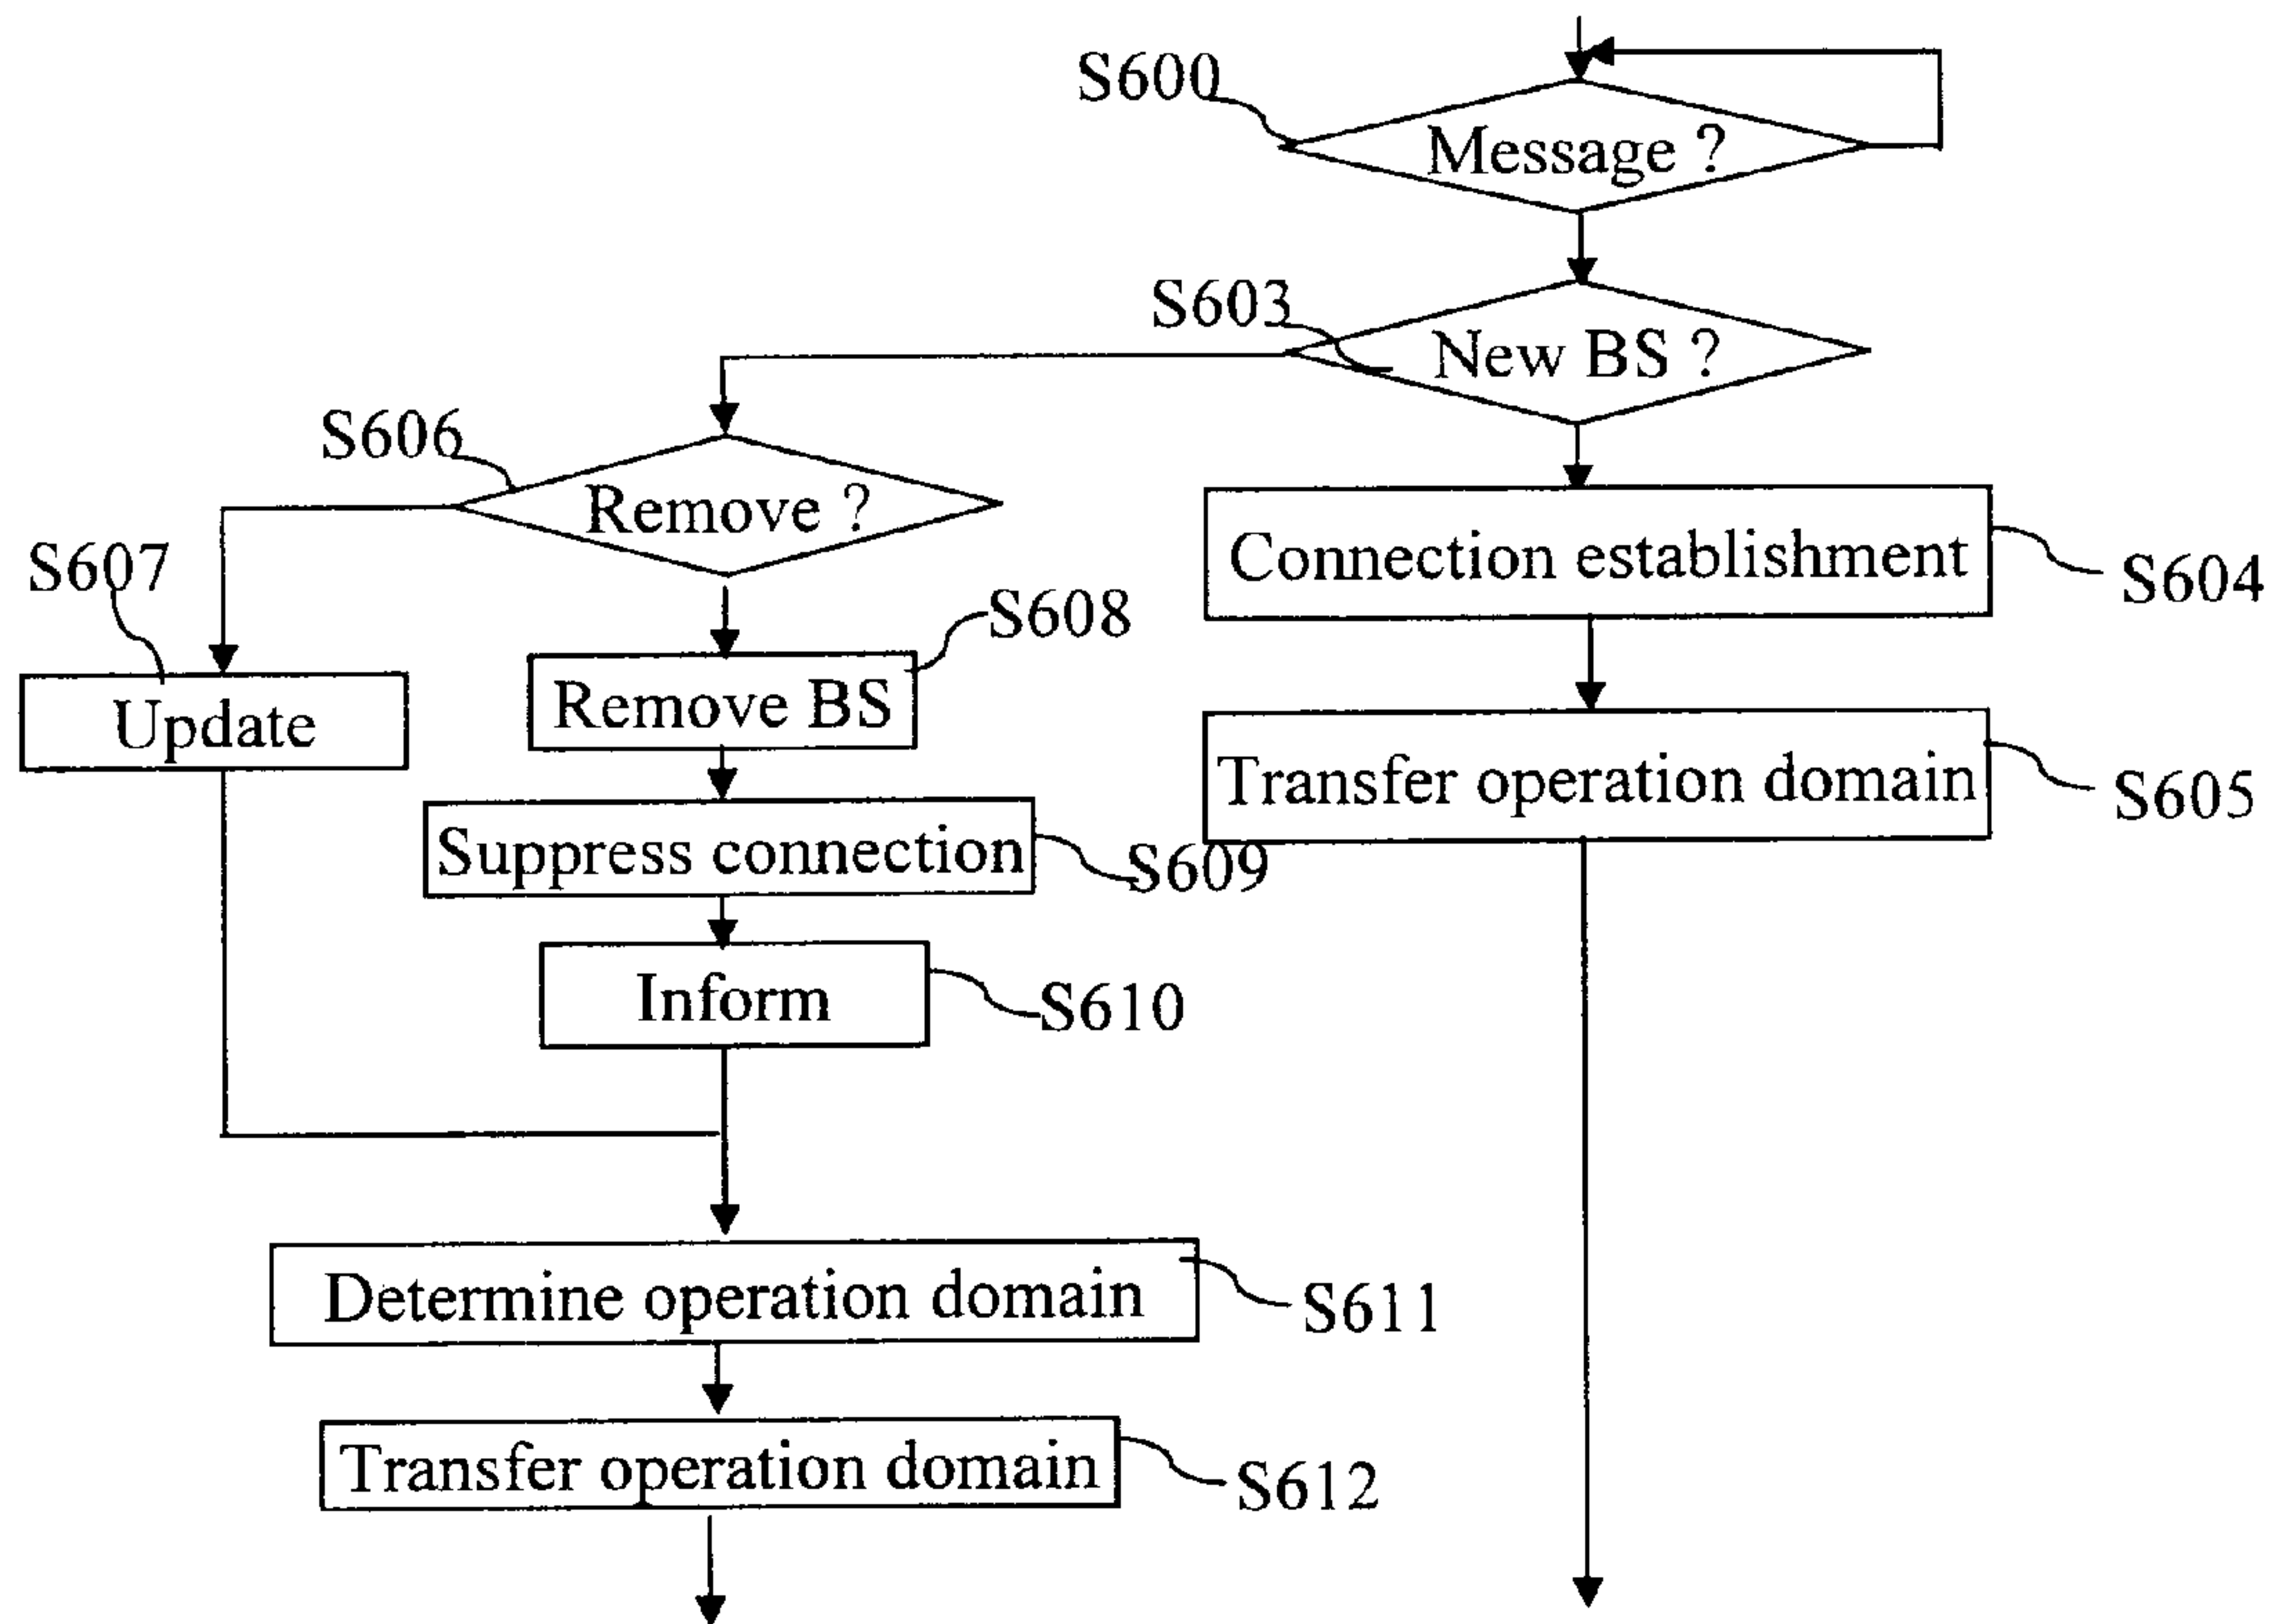 S600
Message ?
S603
New BS ?
S606
Remove ?
S607
Connection establishment
S604
S608
Update
Remove BS
Transfer operation domain
S605
Suppress connection
S609
Inform
S610
Determine operation domain
S611
Transfer operation domain
S612